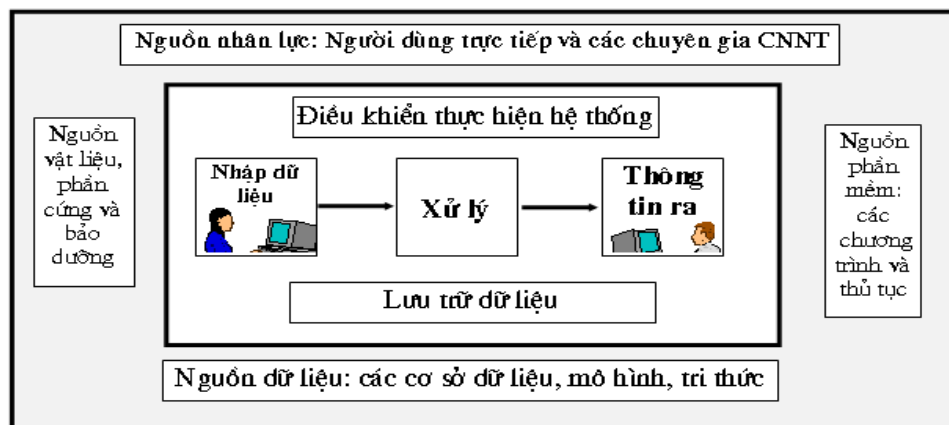 Nguồn nhân lực: Người dùng trực tiếp và các chuyên gia CNNT
Điều khiển thực hiện hệ thống
Nguồn
vật liệu,
phần
cứng và
bảo
dưỡng
Nhập dữ
liệu
Xử lý
Thông
tin ra
Nguồn
phần
mềm:
các
chương
trình và
thủ tục
Lưu trữ dữ liệu
Nguồn dữ liệu: các cơ sở dữ liệu, mô hình, tri thức